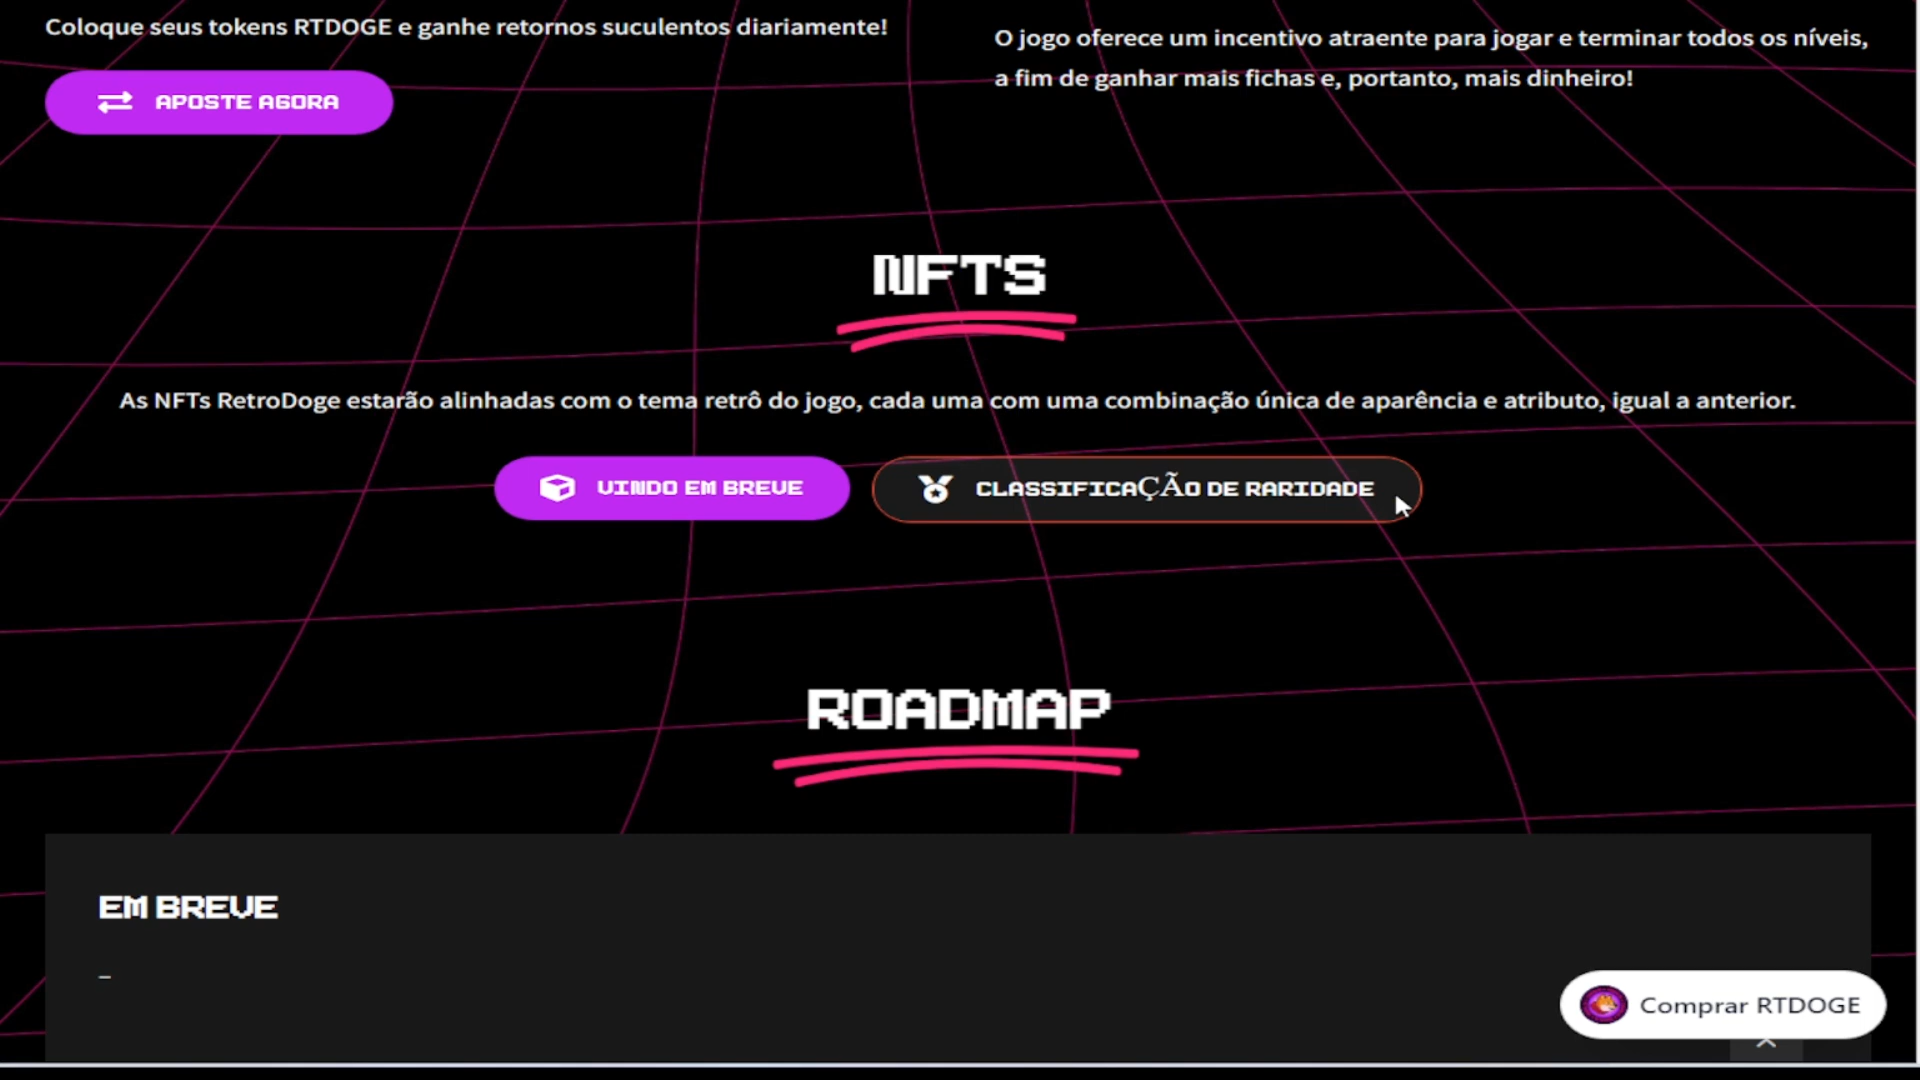 Coloque seus tokens RTDOGE e ganhe retornos suculentos diariamente!
APOSTE AGORA
O jogo oferece um incentivo atraente para jogar e terminar todos os níveis,
a fim de ganhar mais fichas e, portanto, mais dinheiro!
NFTS
As NFTs RetroDoge estarão alinhadas com o tema retrô do jogo, cada uma com uma combinação única de aparência e atributo, igual a anterior.
VINDO EM BREVE
CLASSIFICAÇÃO DE RARIDADE
ROADMAP
EM BREVE
–
Comprar RTDOGE